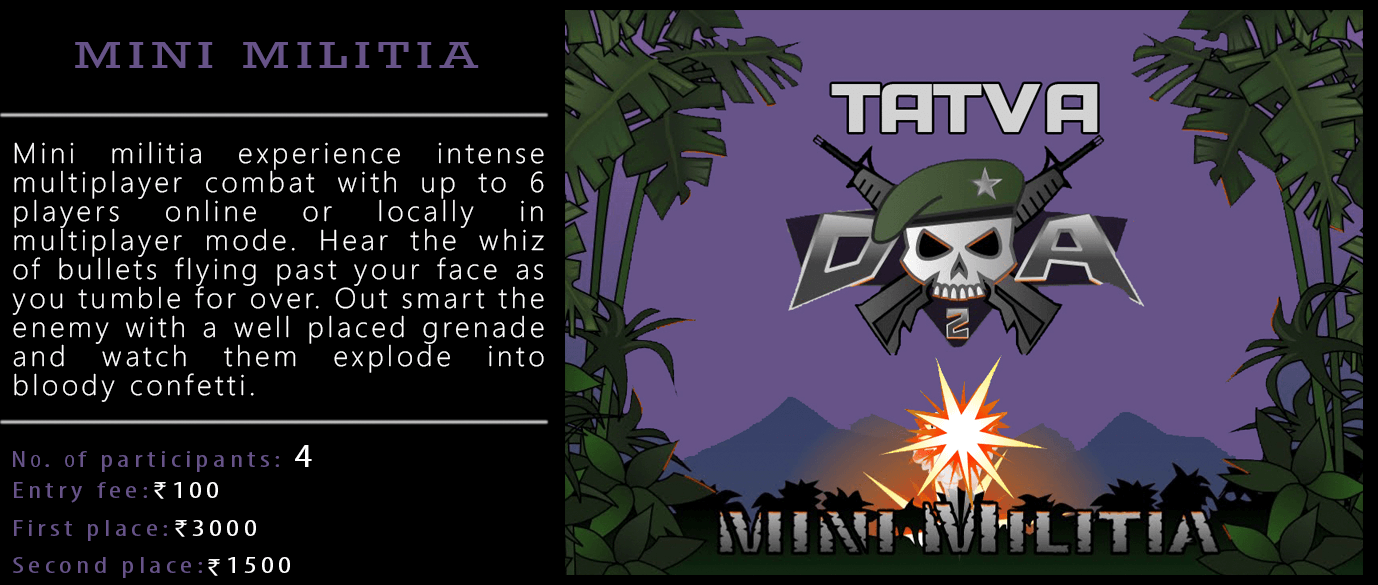 MINI MILITIA
Mini militia experience intense
multiplayer combat with up to 6
players online or locally in
multiplayer mode. Hear the whiz
of bullets flying past your face as
you tumble for over. Out smart the
enemy with a well placed grenade
and watch them explode into
bloody confetti.
No. of participants: 4
Entry fee:₹100
First place:₹3000
Second place:₹1500
TATVA
D A
2
MINI MILITIA